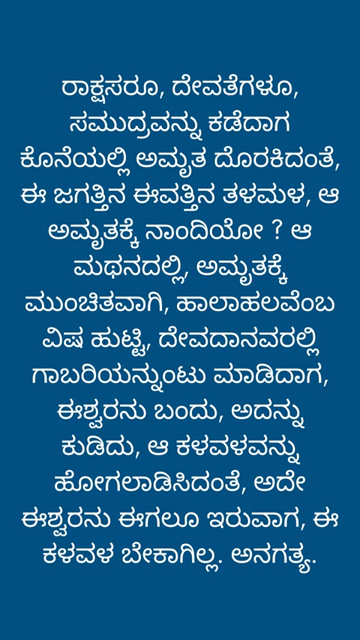 ರಾಕ್ಷಸರೂ, ದೇವತೆಗಳೂ,
ಸಮುದ್ರವನ್ನು ಕಡೆದಾಗ
ಕೊನೆಯಲ್ಲಿ ಅಮೃತ ದೊರಕಿದಂತೆ,
ಈ ಜಗತ್ತಿನ ಈವತ್ತಿನ ತಳಮಳ, ಆ
ಅಮೃತಕ್ಕೆ ನಾಂದಿಯೋ ? ಆ
ಮಥನದಲ್ಲಿ, ಅಮೃತಕ್ಕೆ
ಮುಂಚಿತವಾಗಿ, ಹಾಲಾಹಲವೆಂಬ
ವಿಷ ಹುಟ್ಟಿ, ದೇವದಾನವರಲ್ಲಿ
ಗಾಬರಿಯನ್ನುಂಟು ಮಾಡಿದಾಗ,
ಈಶ್ವರನು ಬಂದು, ಅದನ್ನು
ಕುಡಿದು, ಆ ಕಳವಳವನ್ನು
ಹೋಗಲಾಡಿಸಿದಂತೆ, ಅದೇ
ಈಶ್ವರನು ಈಗಲೂ ಇರುವಾಗ, ಈ
ಕಳವಳ ಬೇಕಾಗಿಲ್ಲ. ಅನಗತ್ಯ.